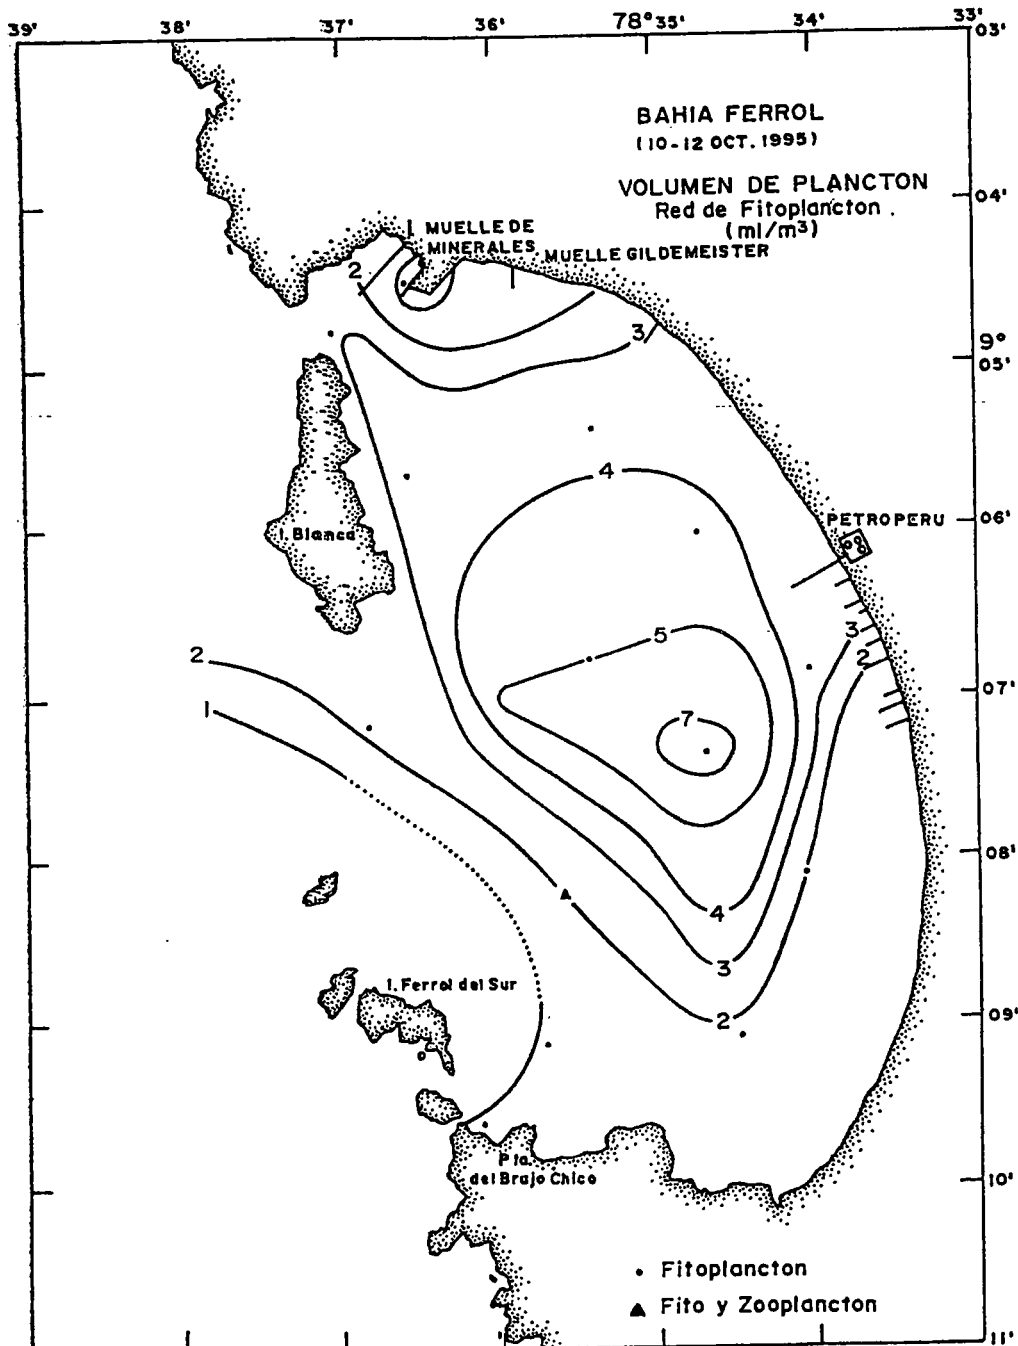 39' 38' 37' 36' 78°35' 34' 33'
03'
BAHIA FERROL
(10-12 OCT. 1995)
VOLUMEN DE PLANCTON
Red de Fitoplancton
(ml/m³)
04'
MUELLE DE
MINERALES
MUELLE GILDEMEISTER
2
3
9°
05'
4
PETROPERU
06'
I. Blanca
5
3
2
2
07'
1
7
08'
4
3
I. Ferrol del Sur
2
09'
Pta.
del Brujo Chico
10'
• Fitoplancton
▲ Fito y Zooplancton
11'